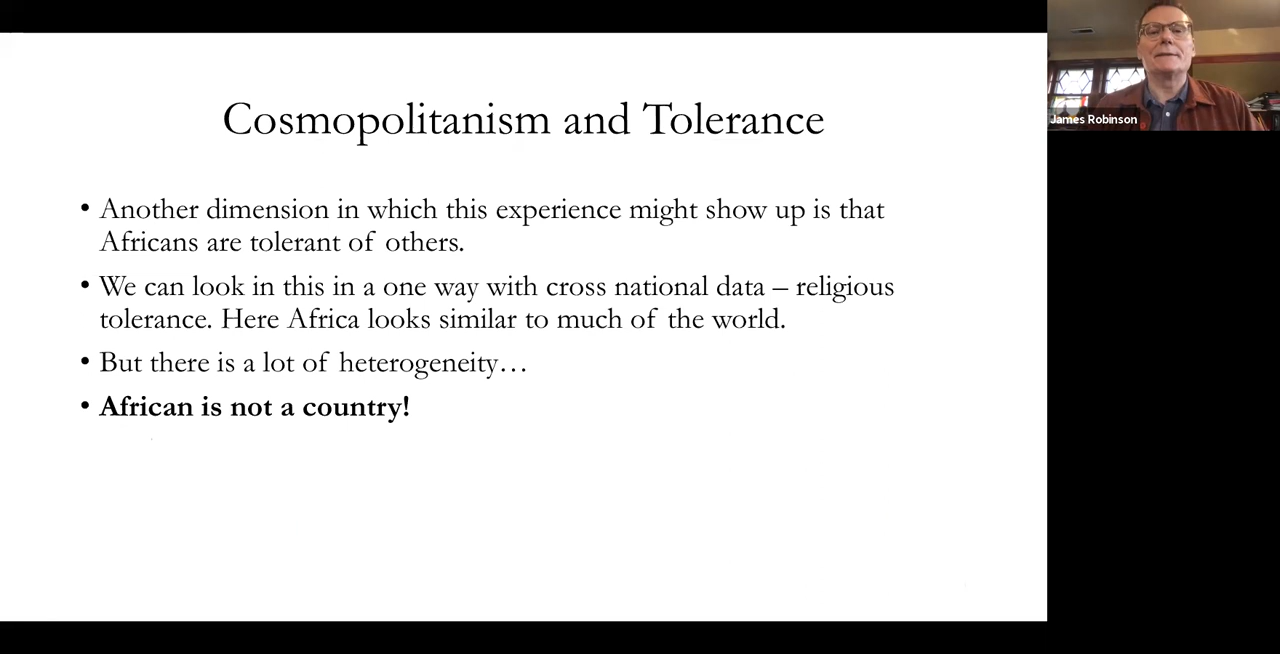 Cosmopolitanism and Tolerance
• Another dimension in which this experience might show up is that
Africans are tolerant of others.
• We can look in this in a one way with cross national data – religious
tolerance. Here Africa looks similar to much of the world.
• But there is a lot of heterogeneity…
• African is not a country!
James Robinson